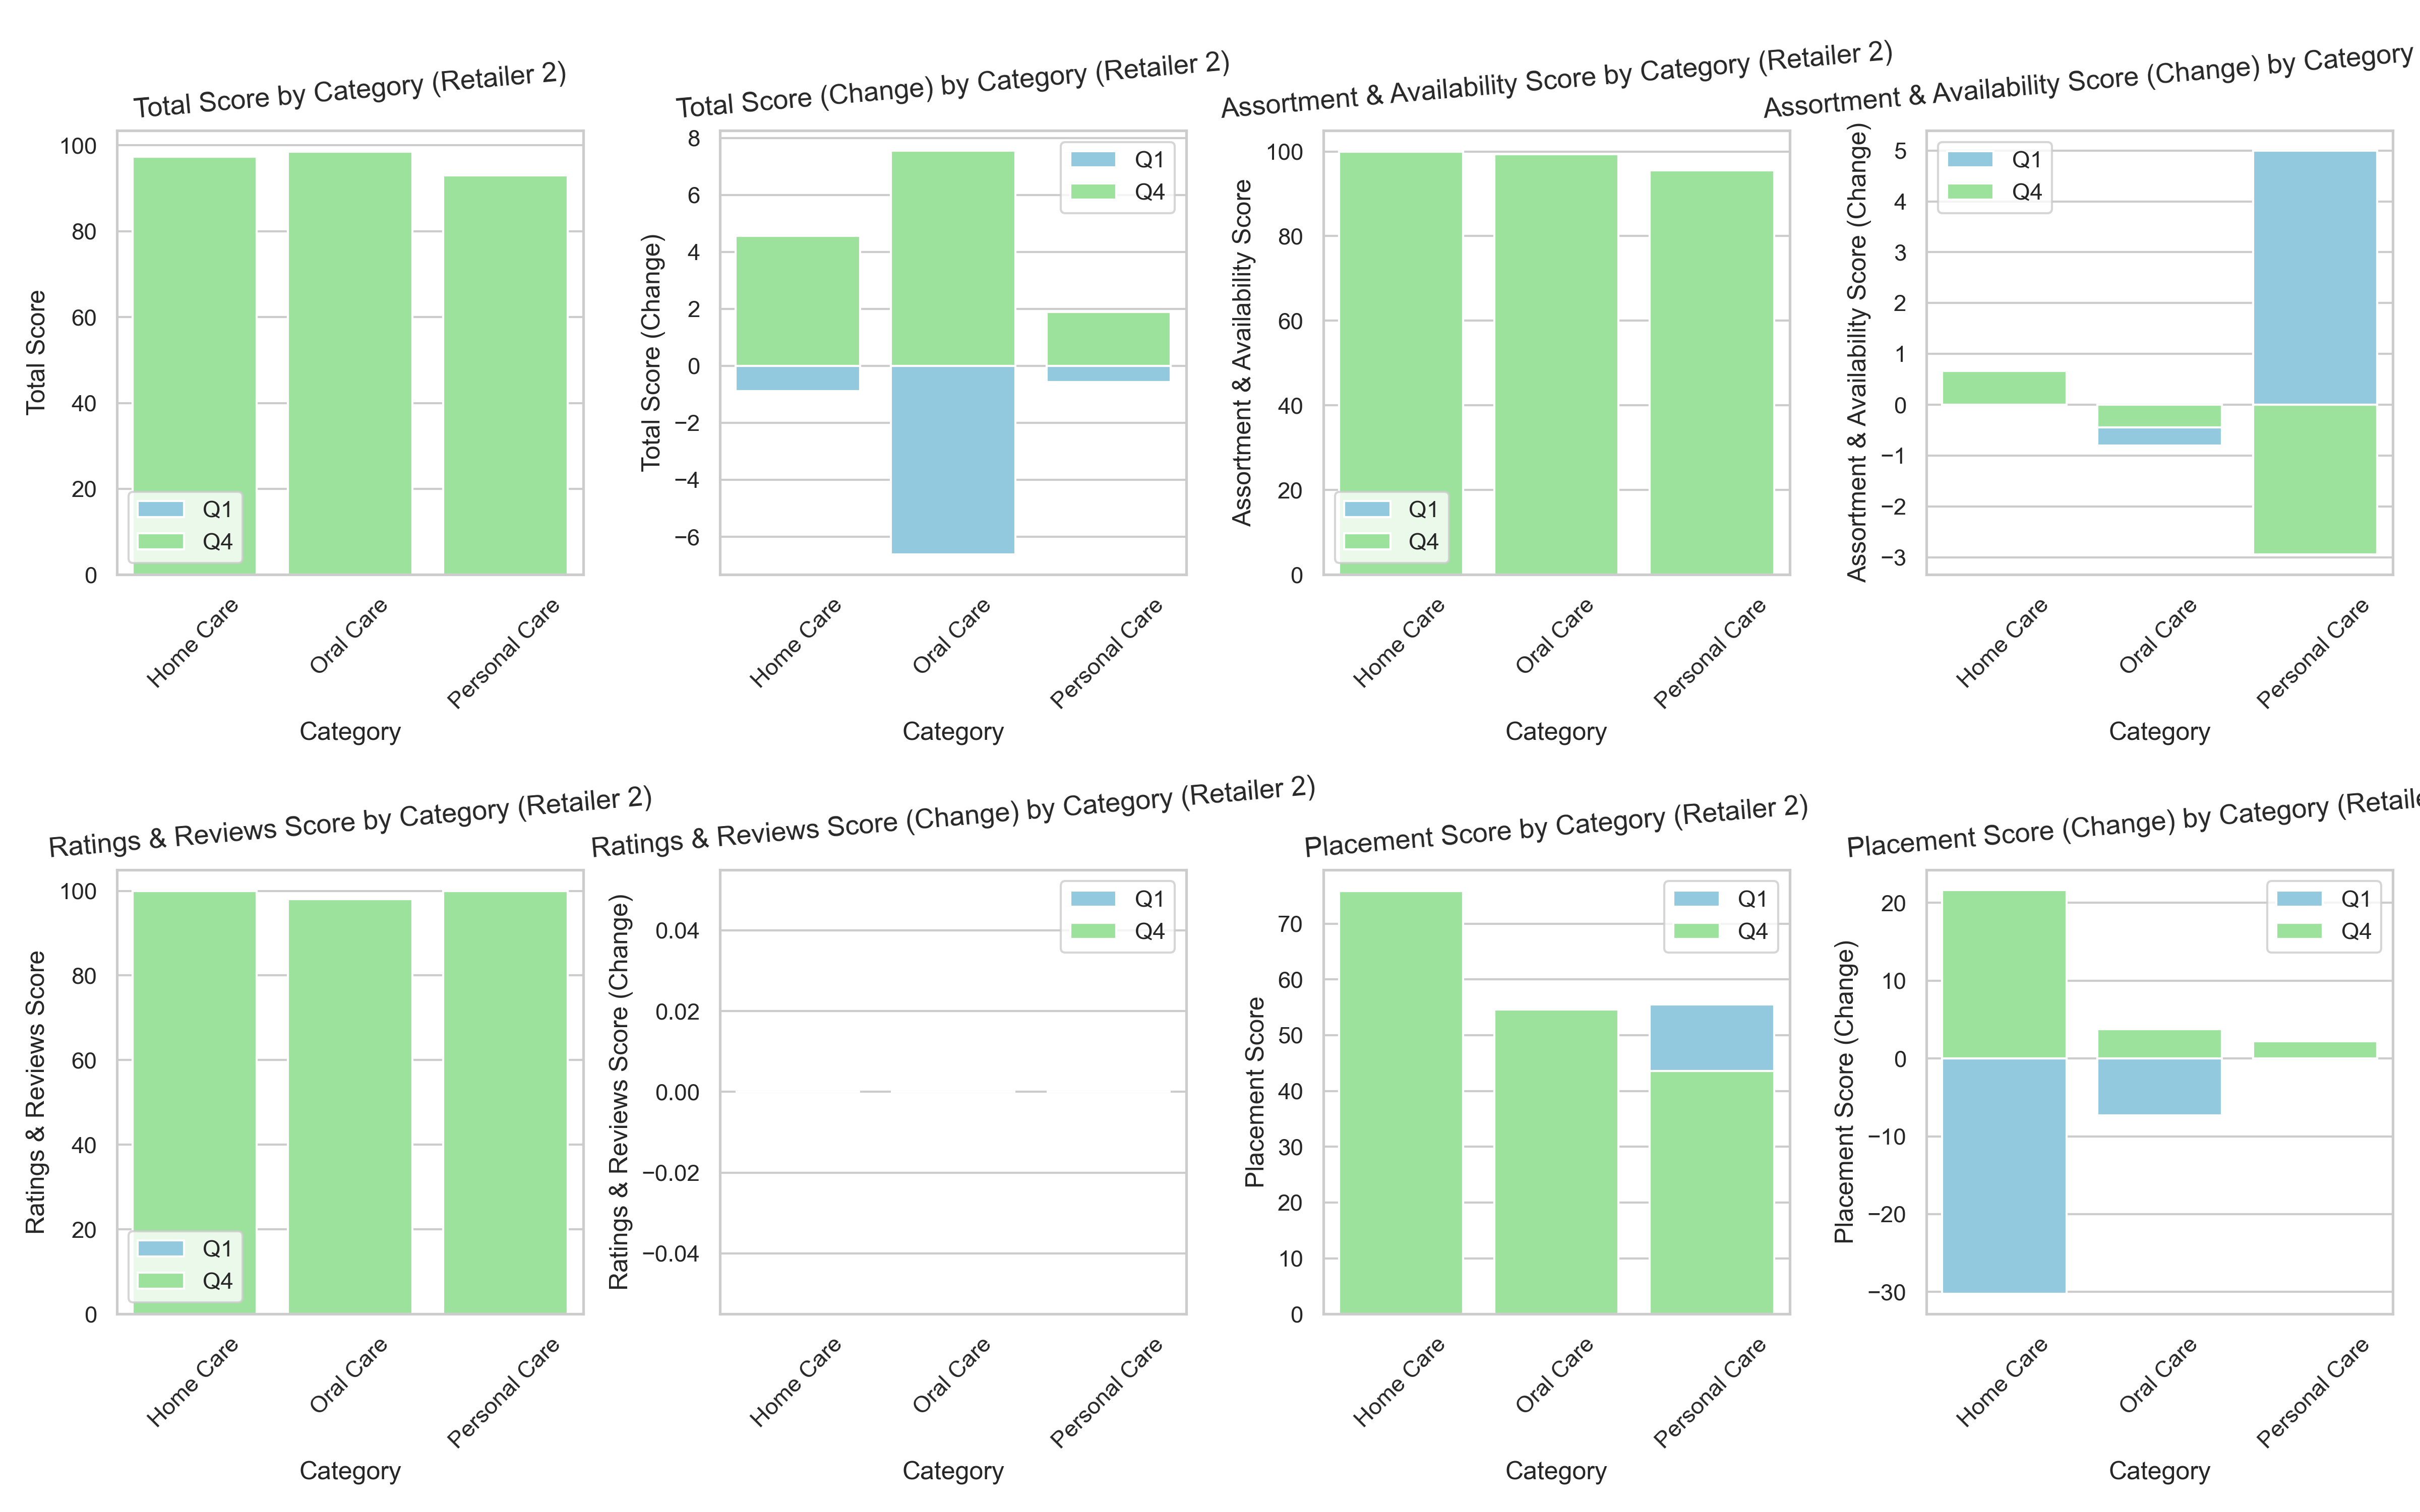 Total Score by Category (Retailer 2)
Total Score
100
80
60
40
20
0
Q1
Q4
Home Care
Oral Care
Personal Care
Category
Total Score (Change) by Category (Retailer 2)
Total Score (Change)
8
6
4
2
0
−2
−4
−6
Q1
Q4
Home Care
Oral Care
Personal Care
Category
Assortment & Availability Score by Category (Retailer 2)
Assortment & Availability Score
100
80
60
40
20
0
Q1
Q4
Home Care
Oral Care
Personal Care
Category
Assortment & Availability Score (Change) by Category
Assortment & Availability Score (Change)
5
4
3
2
1
0
−1
−2
−3
Q1
Q4
Home Care
Oral Care
Personal Care
Category
Ratings & Reviews Score by Category (Retailer 2)
Ratings & Reviews Score
100
80
60
40
20
0
Q1
Q4
Home Care
Oral Care
Personal Care
Category
Ratings & Reviews Score (Change) by Category (Retailer 2)
Ratings & Reviews Score (Change)
0.04
0.02
0.00
−0.02
−0.04
Q1
Q4
Home Care
Oral Care
Personal Care
Category
Placement Score by Category (Retailer 2)
Placement Score
70
60
50
40
30
20
10
0
Q1
Q4
Home Care
Oral Care
Personal Care
Category
Placement Score (Change) by Category (Retaile
Placement Score (Change)
20
10
0
−10
−20
−30
Q1
Q4
Home Care
Oral Care
Personal Care
Category